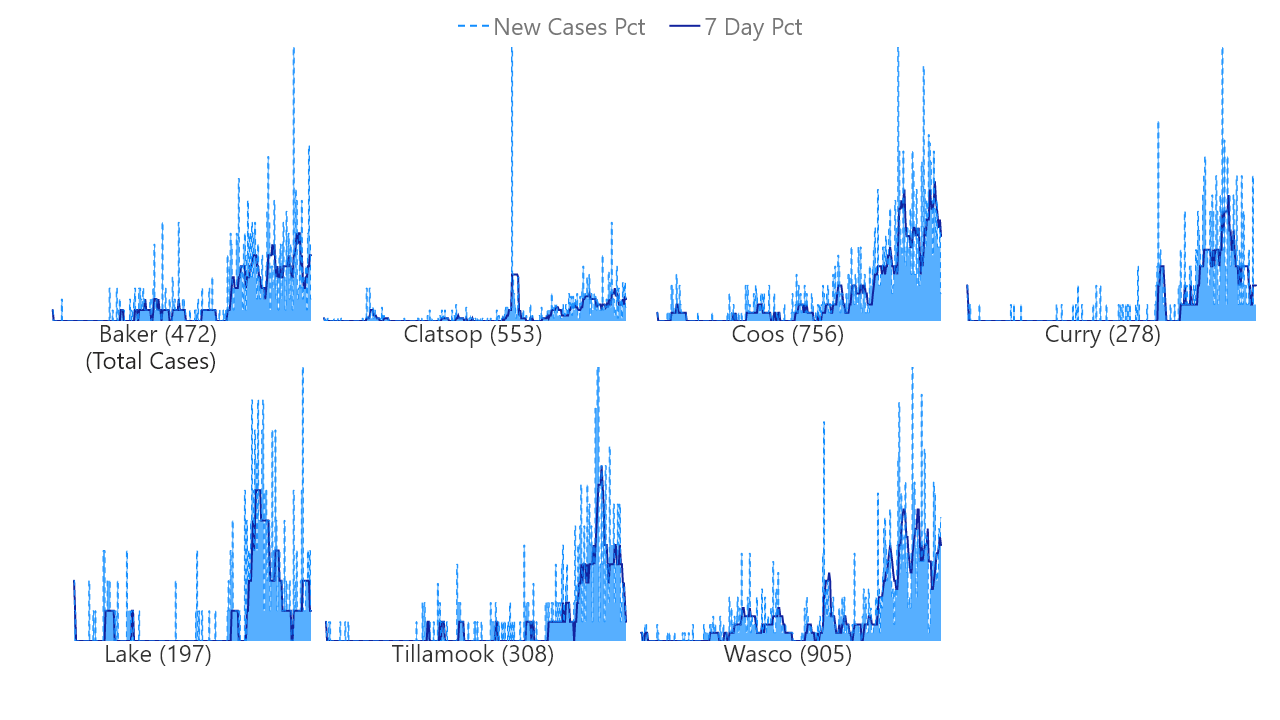 New Cases Pct 7 Day Pct
Baker (472)
(Total Cases)
Clatsop (553)
Coos (756)
Curry (278)
Lake (197)
Tillamook (308)
Wasco (905)